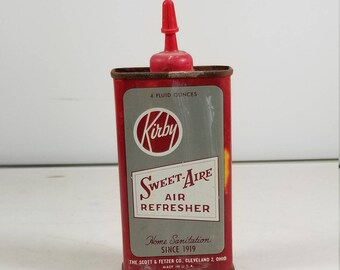 4 FLUID OUNCES
Kirby
SWEET-AIRE
AIR
REFRESHER
Home Sanitation
SINCE 1919
THE SCOTT & FETZER CO., CLEVELAND 2, OHIO
MADE IN U.S.A.